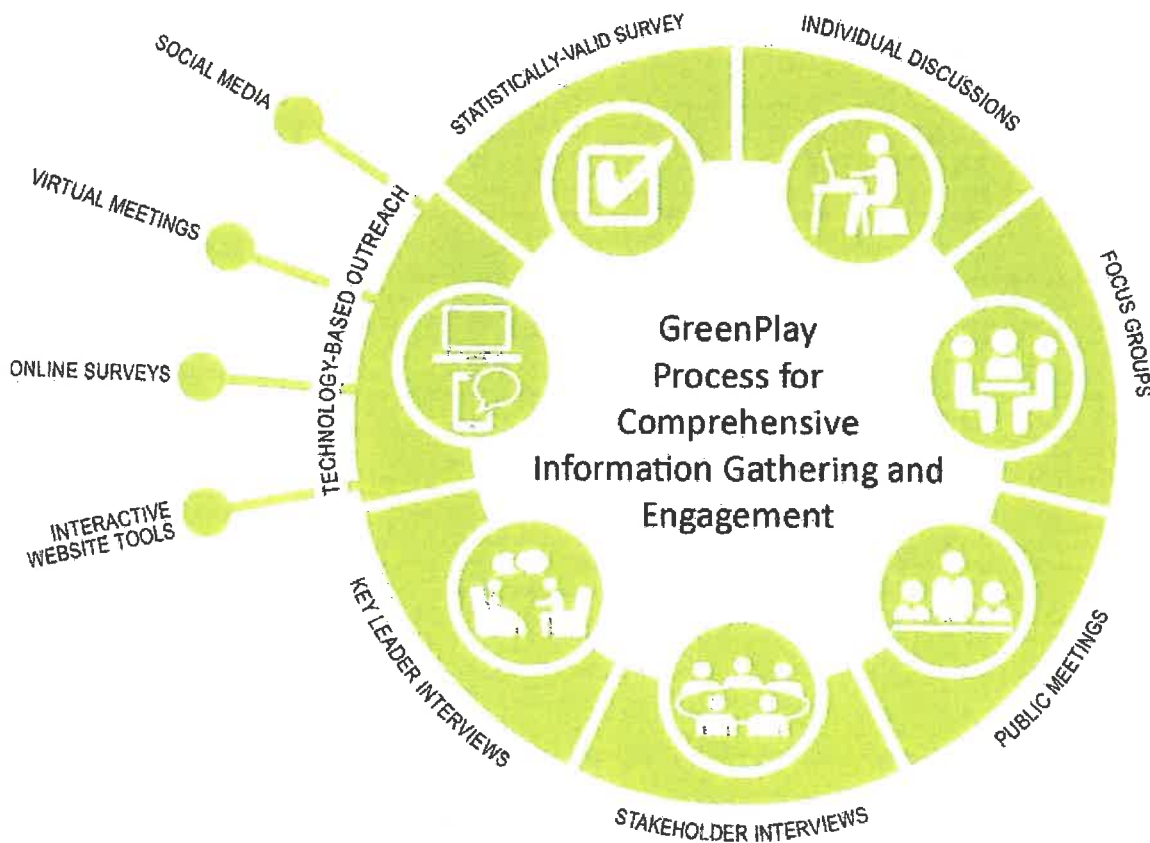 SOCIAL MEDIA
VIRTUAL MEETINGS
ONLINE SURVEYS
INTERACTIVE
WEBSITE TOOLS
TECHNOLOGY-BASED OUTREACH
STATISTICALLY-VALID SURVEY
INDIVIDUAL DISCUSSIONS
FOCUS GROUPS
PUBLIC MEETINGS
STAKEHOLDER INTERVIEWS
KEY LEADER INTERVIEWS
GreenPlay
Process for
Comprehensive
Information Gathering and
Engagement